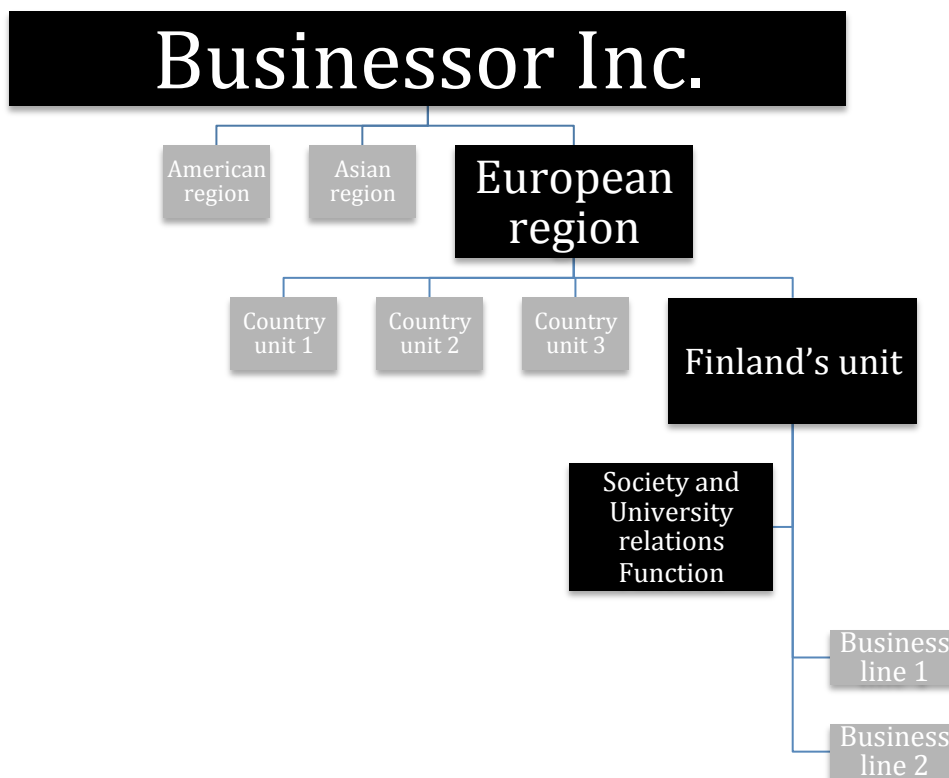 Businessor Inc.
American
region
Asian
region
European
region
Country
unit 1
Country
unit 2
Country
unit 3
Finland’s unit
Society and
University
relations
Function
Business
line 1
Business
line 2